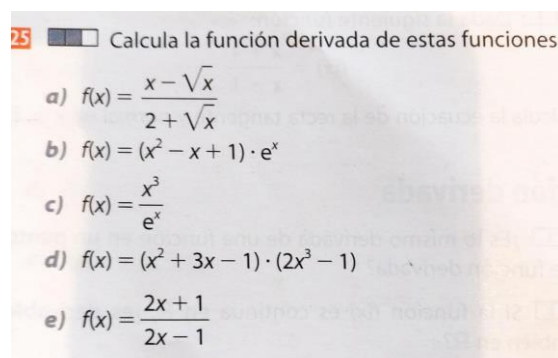 25 Calcula la función derivada de estas funciones
a) f(x) = (x − √x)/(2 + √x)
b) f(x) = (x² − x + 1) · eˣ
c) f(x) = x³/eˣ
d) f(x) = (x² + 3x − 1) · (2x³ − 1)
e) f(x) = (2x + 1)/(2x − 1)